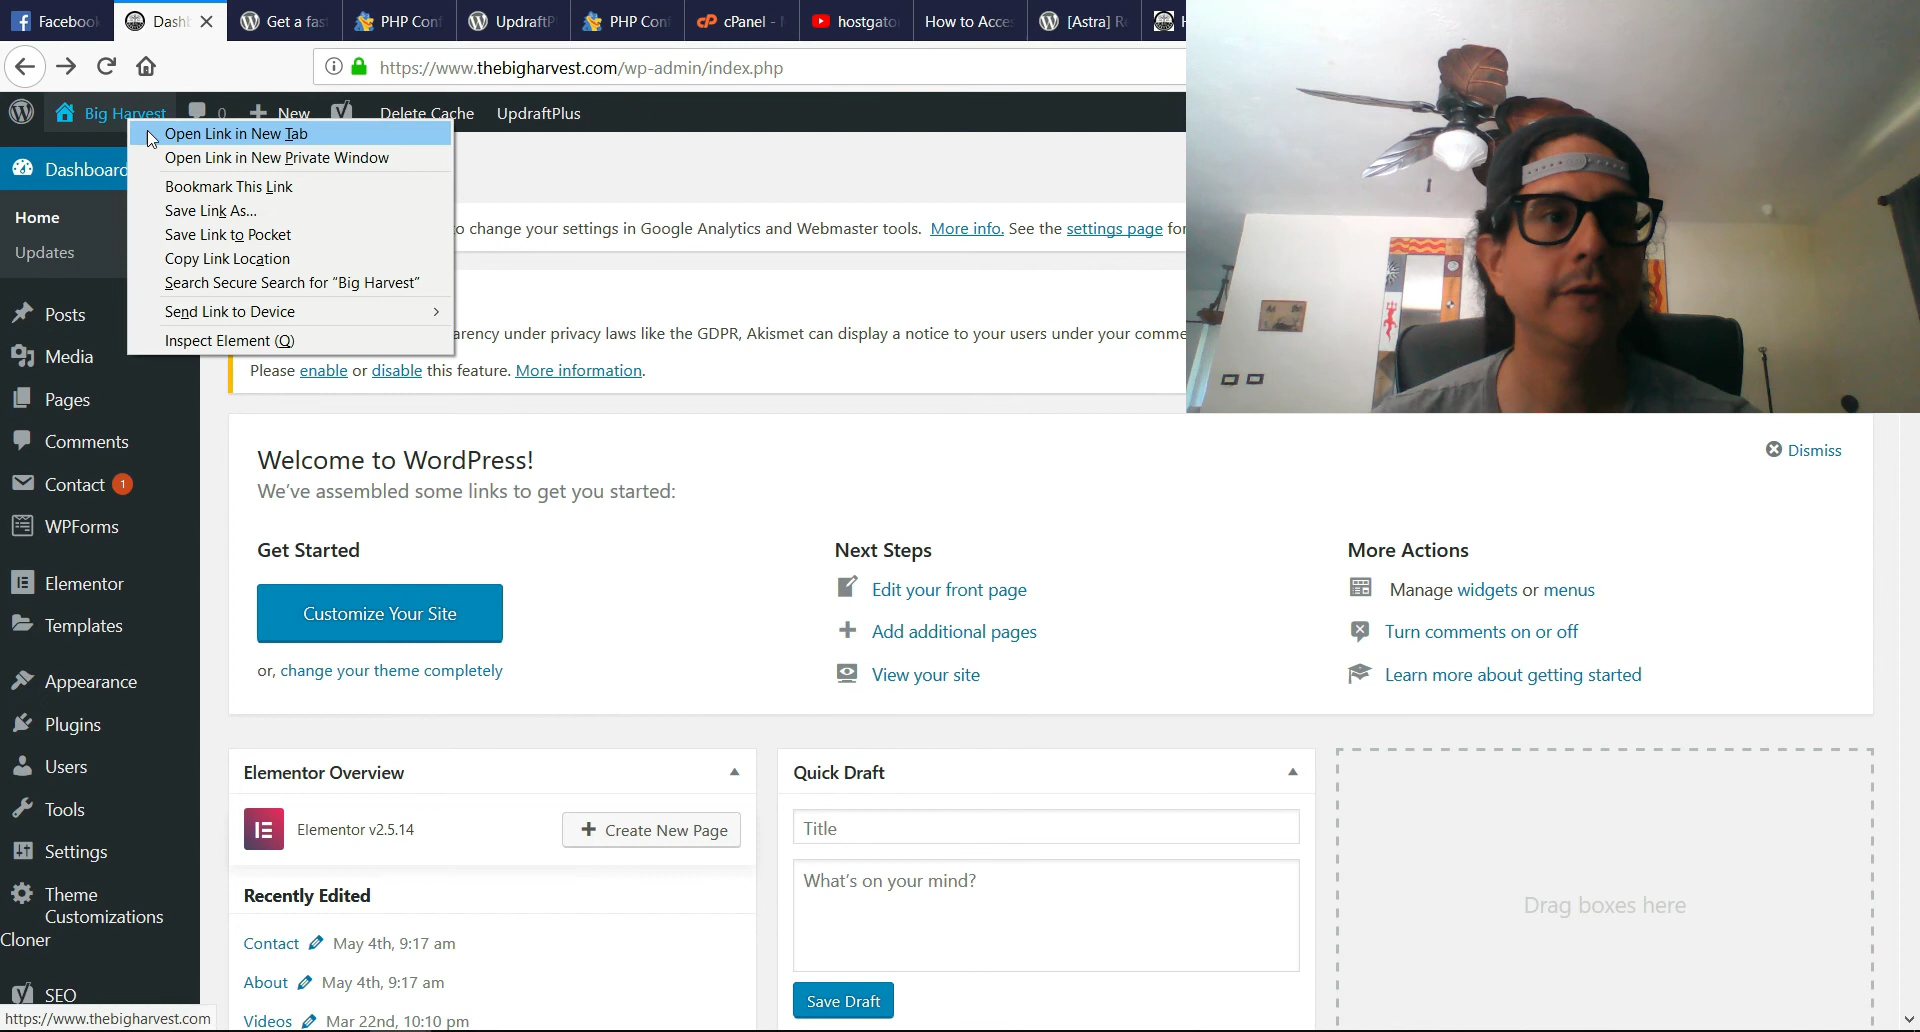 Facebook
Dashb
Get a fas
PHP Conf
UpdraftP
PHP Con
cPanel -
hostgato
How to Acce
[Astra] R
https://www.thebigharvest.com/wp-admin/index.php
Big Harvest
0
New
Delete Cache
UpdraftPlus
Open Link in New Tab
Open Link in New Private Window
Bookmark This Link
Save Link As...
Save Link to Pocket
Copy Link Location
Search Secure Search for “Big Harvest”
Send Link to Device
Inspect Element (Q)
Dashboard
Home
Updates
Posts
Media
Pages
Comments
Contact 1
WPForms
Elementor
Templates
Appearance
Plugins
Users
Tools
Settings
Theme
Customizations
Cloner
SEO
https://www.thebigharvest.com
o change your settings in Google Analytics and Webmaster tools. More info. See the settings page for
arency under privacy laws like the GDPR, Akismet can display a notice to your users under your comme
Please enable or disable this feature. More information.
Welcome to WordPress!
We've assembled some links to get you started:
Dismiss
Get Started
Customize Your Site
or, change your theme completely
Next Steps
Edit your front page
Add additional pages
View your site
More Actions
Manage widgets or menus
Turn comments on or off
Learn more about getting started
Elementor Overview
Elementor v2.5.14
Create New Page
Recently Edited
Contact May 4th, 9:17 am
About May 4th, 9:17 am
Videos Mar 22nd, 10:10 pm
Quick Draft
Title
What's on your mind?
Save Draft
Drag boxes here